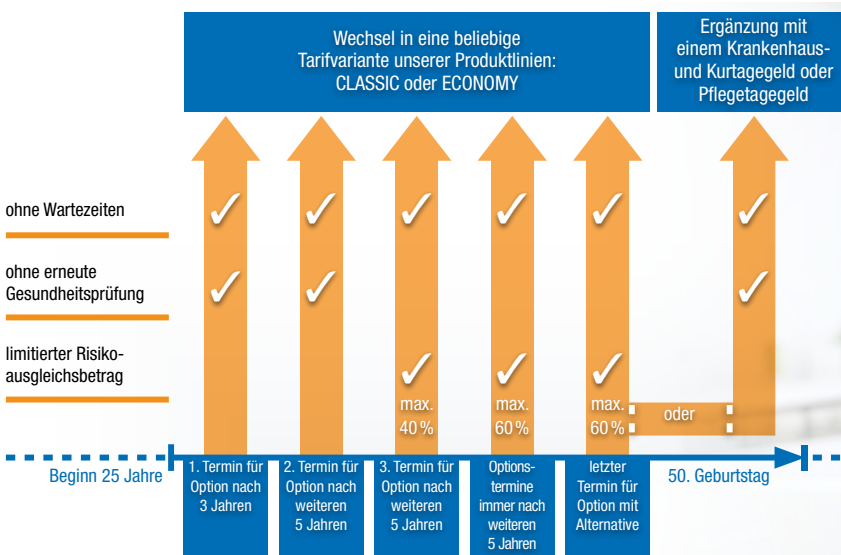 Wechsel in eine beliebige
Tarifvariante unserer Produktlinien:
CLASSIC oder ECONOMY
Ergänzung mit
einem Krankenhaus-
und Kurtagegeld oder
Pflegetagegeld
ohne Wartezeiten
ohne erneute
Gesundheitsprüfung
limitierter Risiko-
ausgleichsbetrag
max.
40 %
max.
60 %
max.
60 %
oder
Beginn 25 Jahre
1. Termin für
Option nach
3 Jahren
2. Termin für
Option nach
weiteren
5 Jahren
3. Termin für
Option nach
weiteren
5 Jahren
Options-
termine
immer nach
weiteren
5 Jahren
letzter
Termin für
Option mit
Alternative
50. Geburtstag